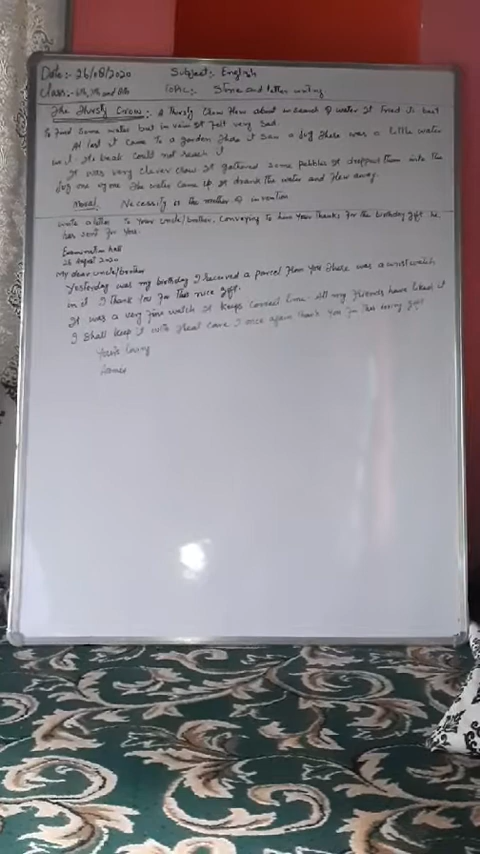 Date:- 26/08/2020 Subject:- English
Class:- 6th, 7th and 8th Topic:- Storie and letter writing
The Thirsty Crow: A Thirsty Crow Flew about in search of water It Tried its best
To find Some water but in vain it felt very Sad.
At last it came To a garden There it saw a Jug There was a little water
in it. Its beak could not reach it
It was very clever crow it gathered some pebbles it dropped them into the
Jug one by one The water came up it drank the water and flew away.
Moral: Necessity is the mother of invention
Write a letter To Your uncle/brother, Conveying to him Your Thanks For the birthday gift he
has sent For You.
Examination hall
26 August 2020
My dear uncle/brother
Yesterday was my birthday I received a parcel from You There was a wrist watch
in it I Thank You For This nice gift.
It was a very fine watch it keeps correct time. All my friends have liked it
I shall keep it with great care I once again thank You for this loving gift
Your's loving